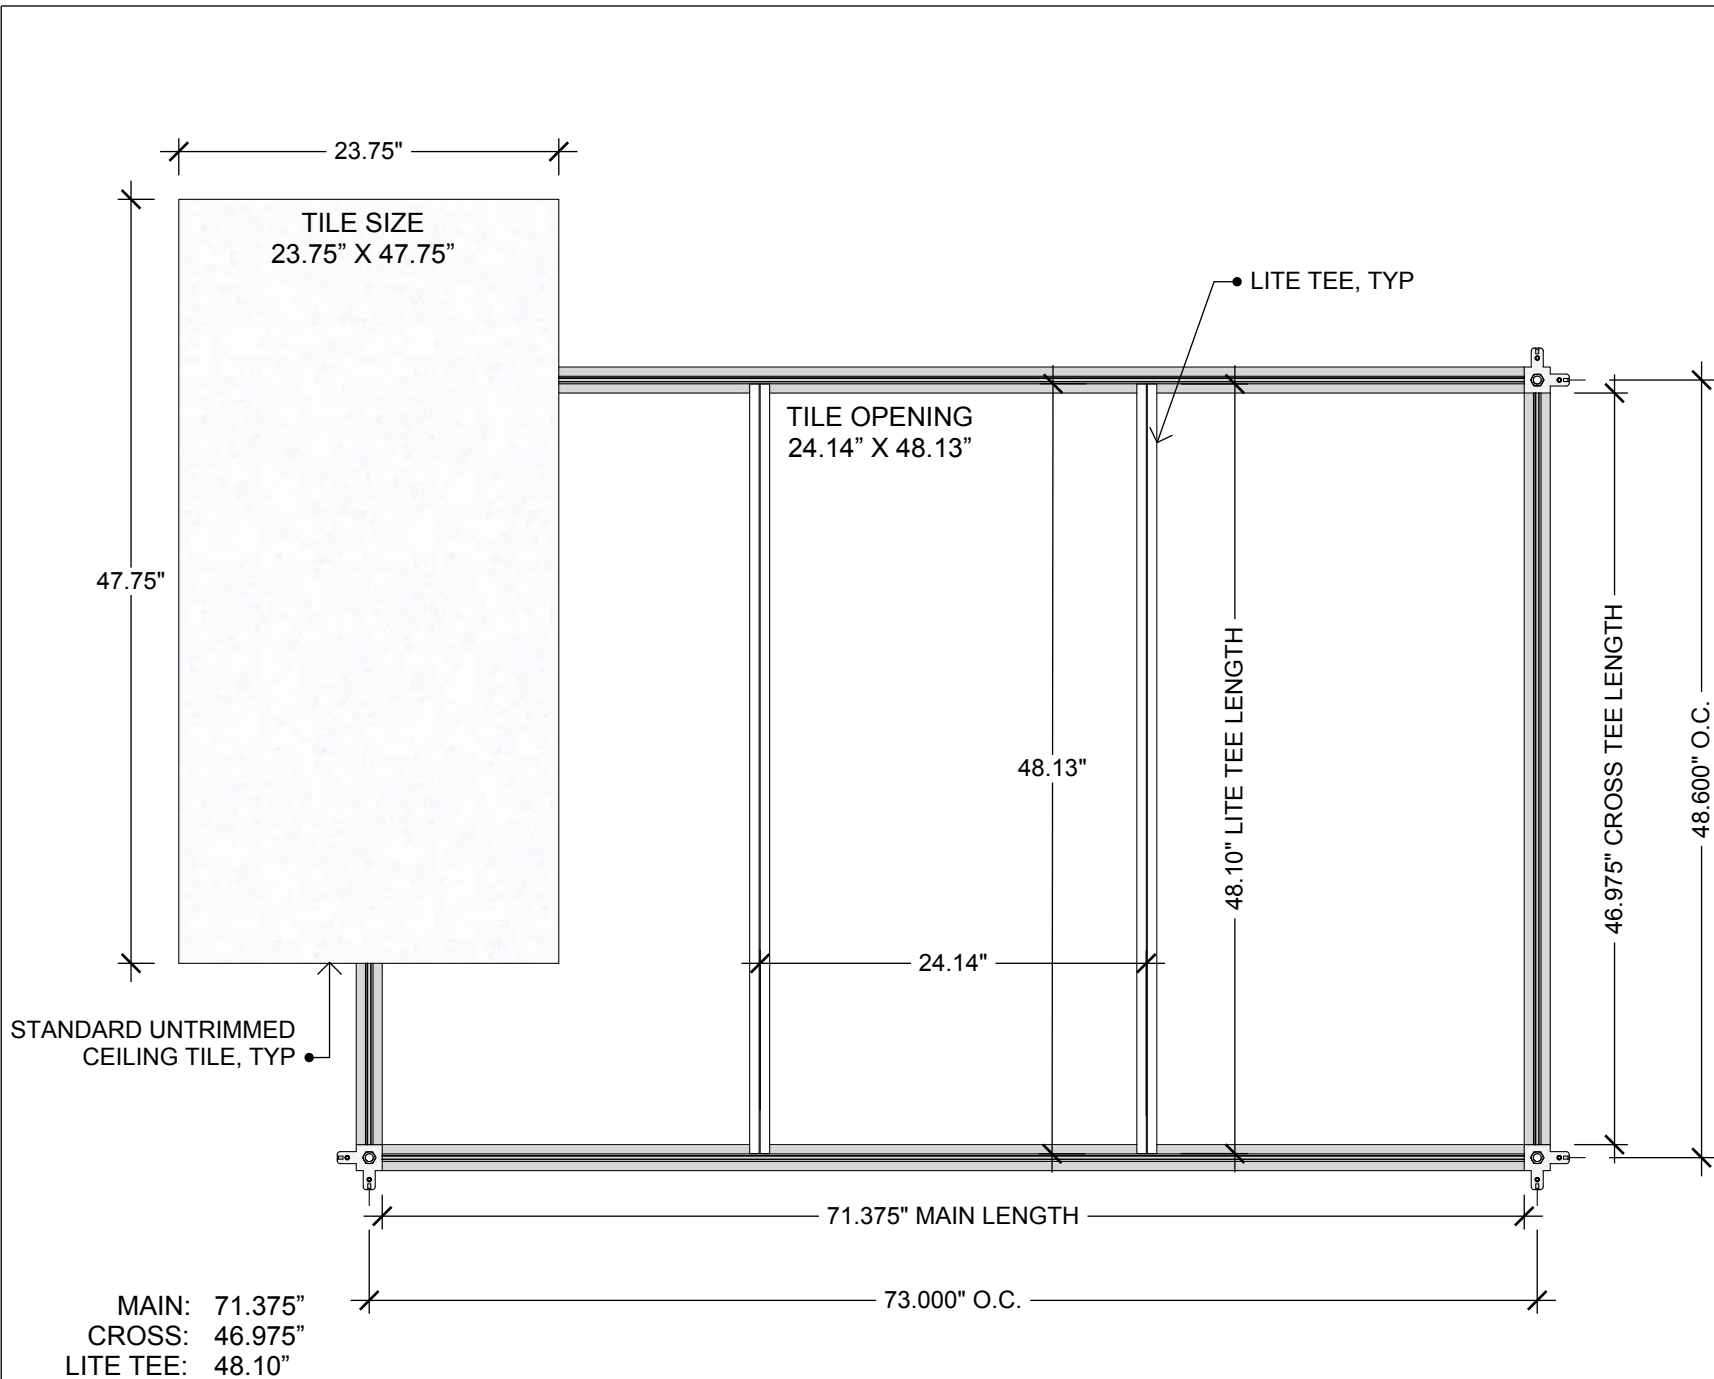 23.75"
TILE SIZE
23.75” X 47.75”
LITE TEE, TYP
TILE OPENING
24.14” X 48.13”
47.75"
48.13"
48.10" LITE TEE LENGTH
46.975" CROSS TEE LENGTH
48.600" O.C.
24.14"
STANDARD UNTRIMMED
CEILING TILE, TYP
71.375" MAIN LENGTH
73.000" O.C.
MAIN: 71.375”
CROSS: 46.975”
LITE TEE: 48.10”